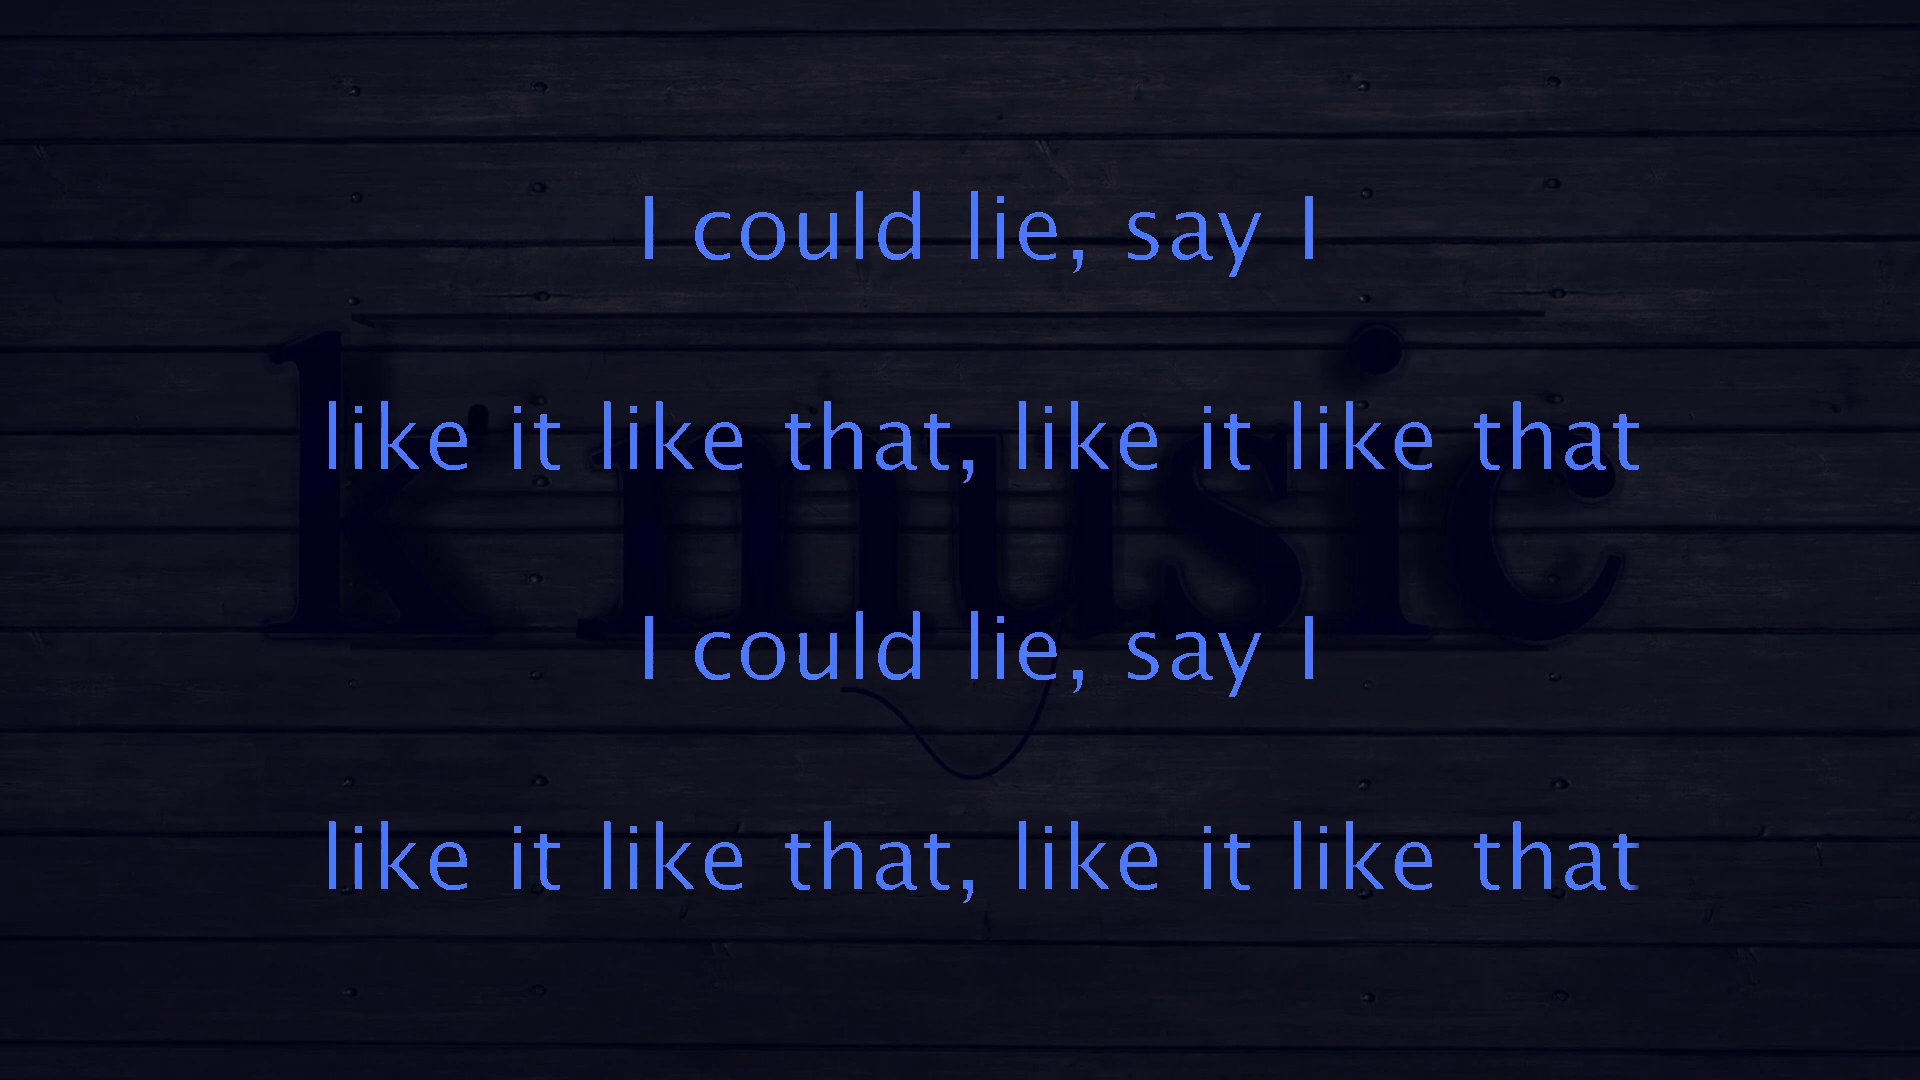 I could lie, say I
like it like that, like it like that
k'music
I could lie, say I
like it like that, like it like that